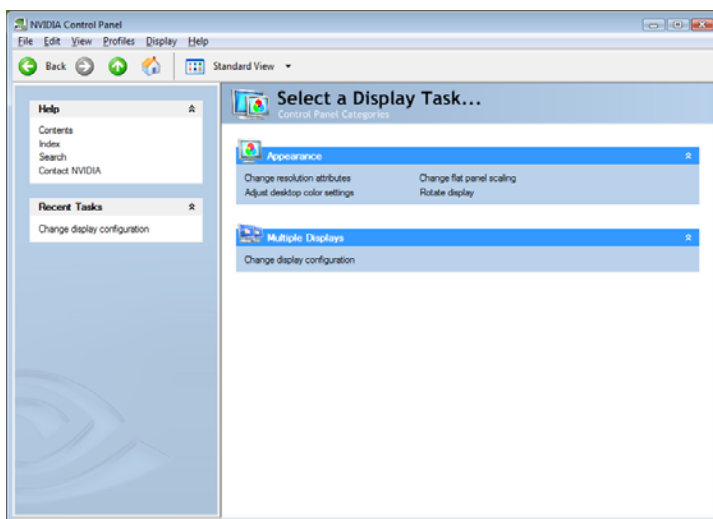 NVIDIA Control Panel
File Edit View Profiles Display Help
Back Standard View
Help
Contents
Index
Search
Contact NVIDIA
Recent Tasks
Change display configuration
Select a Display Task...
Control Panel Categories
Appearance
Change resolution attributes Change flat panel scaling
Adjust desktop color settings Rotate display
Multiple Displays
Change display configuration